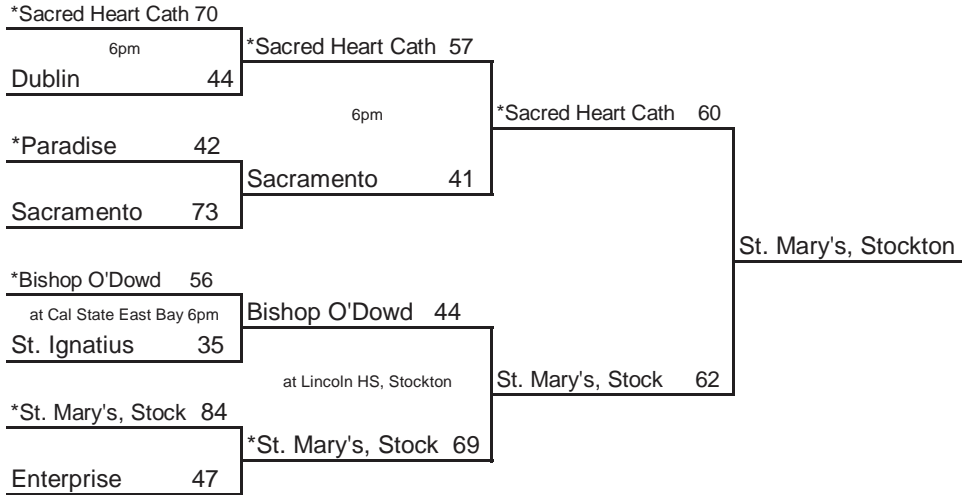 *Sacred Heart Cath 70
6pm
Dublin 44
*Paradise 42
Sacramento 73
*Bishop O'Dowd 56
at Cal State East Bay 6pm
St. Ignatius 35
*St. Mary's, Stock 84
Enterprise 47
*Sacred Heart Cath 57
6pm
Sacramento 41
Bishop O'Dowd 44
at Lincoln HS, Stockton
*St. Mary's, Stock 69
*Sacred Heart Cath 60
St. Mary's, Stock 62
St. Mary's, Stockton